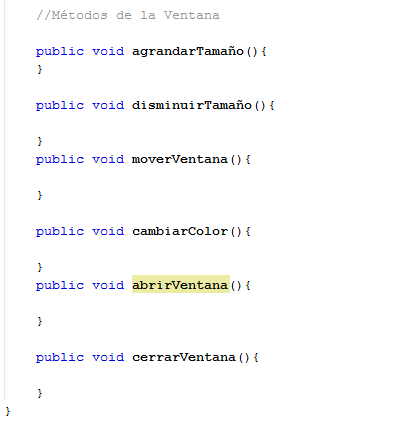 //Métodos de la Ventana
public void agrandarTamaño(){
}
public void disminuirTamaño(){
}
public void moverVentana(){
}
public void cambiarColor(){
}
public void abrirVentana(){
}
public void cerrarVentana(){
}
}